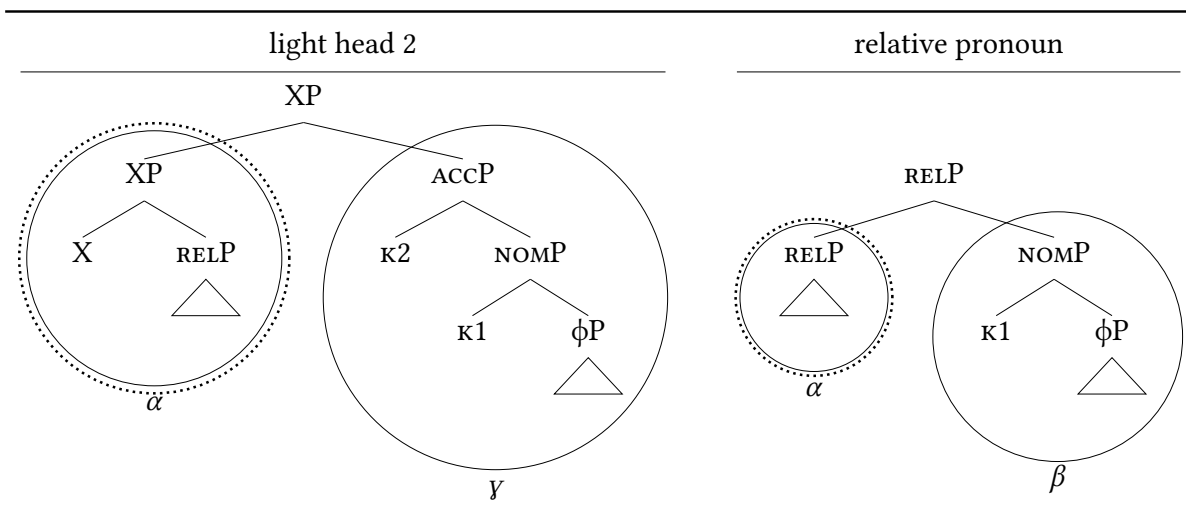 light head 2 relative pronoun
XP
XP ACCP RELP
X RELP K2 NOMP RELP NOMP
K1 ϕP K1 ϕP
α α
γ β